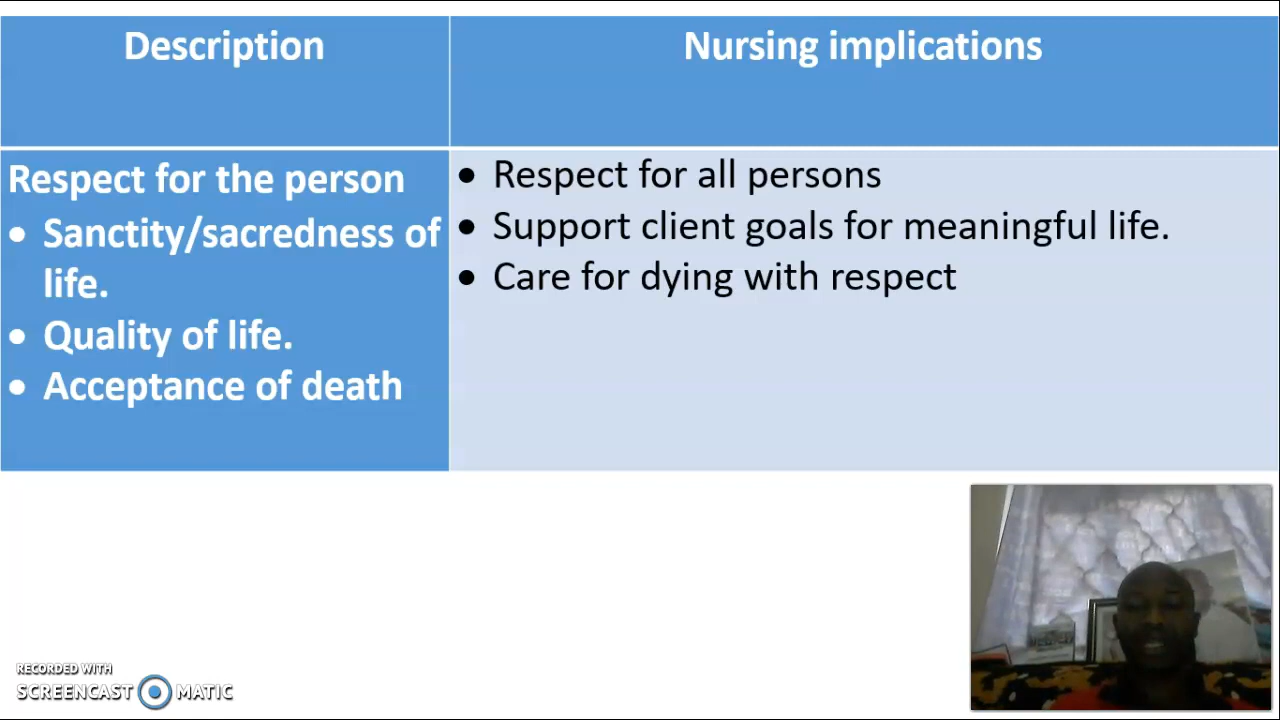 Description
Nursing implications
Respect for the person
• Sanctity/sacredness of
life.
• Quality of life.
• Acceptance of death
• Respect for all persons
• Support client goals for meaningful life.
• Care for dying with respect
RECORDED WITH
SCREENCAST MATIC